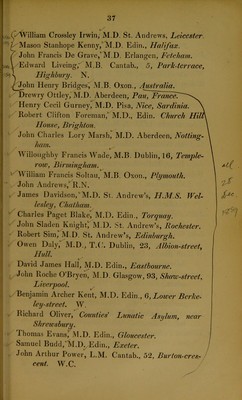 37
William Crossley Irwin, M.D. St. Andrews, Leicester.
Mason Stanhope Kenny, M.D. Edin., Halifax.
John Francis De Grave, M.D. Erlangen, Fetcham.
Edward Liveing, M.B. Cantab., 5, Park-terrace,
Highbury. N.
John Henry Bridges, M.B. Oxon., Australia.
Drewry Ottley, M.D. Aberdeen, Pau, France.
Henry Cecil Gurney, M.D. Pisa, Nice, Sardinia.
Robert Clifton Foreman, M.D., Edin. Church Hill
House, Brighton.
John Charles Lory Marsh, M.D. Aberdeen, Notting-
ham.
Willoughby Francis Wade, M.B. Dublin, 16, Temple-
row, Birmingham.
William Francis Soltau, M.B. Oxon., Plymouth.
John Andrews, R.N.
James Davidson, M.D. St. Andrew's, H.M.S. Wel-
lesley, Chatham.
Charles Paget Blake, M.D. Edin., Torquay.
John Sladen Knight, M.D. St. Andrew's, Rochester.
Robert Sim, M.D. St. Andrew's, Edinburgh.
Owen Daly, M.D., T.C. Dublin, 23, Albion-street,
Hull.
David James Hall, M.D. Edin., Eastbourne.
John Roche O'Bryen, M.D. Glasgow, 93, Shaw-street,
Liverpool.
Benjamin Archer Kent, M.D. Edin., 6, Lower Berke-
ley-street. W.
Richard Oliver, Counties' Lunatic Asylum, near
Shrewsbury.
Thomas Evans, M.D. Edin., Gloucester.
Samuel Budd, M.D. Edin., Exeter.
John Arthur Power, L.M. Cantab., 52, Burton-cres-
cent. W.C.